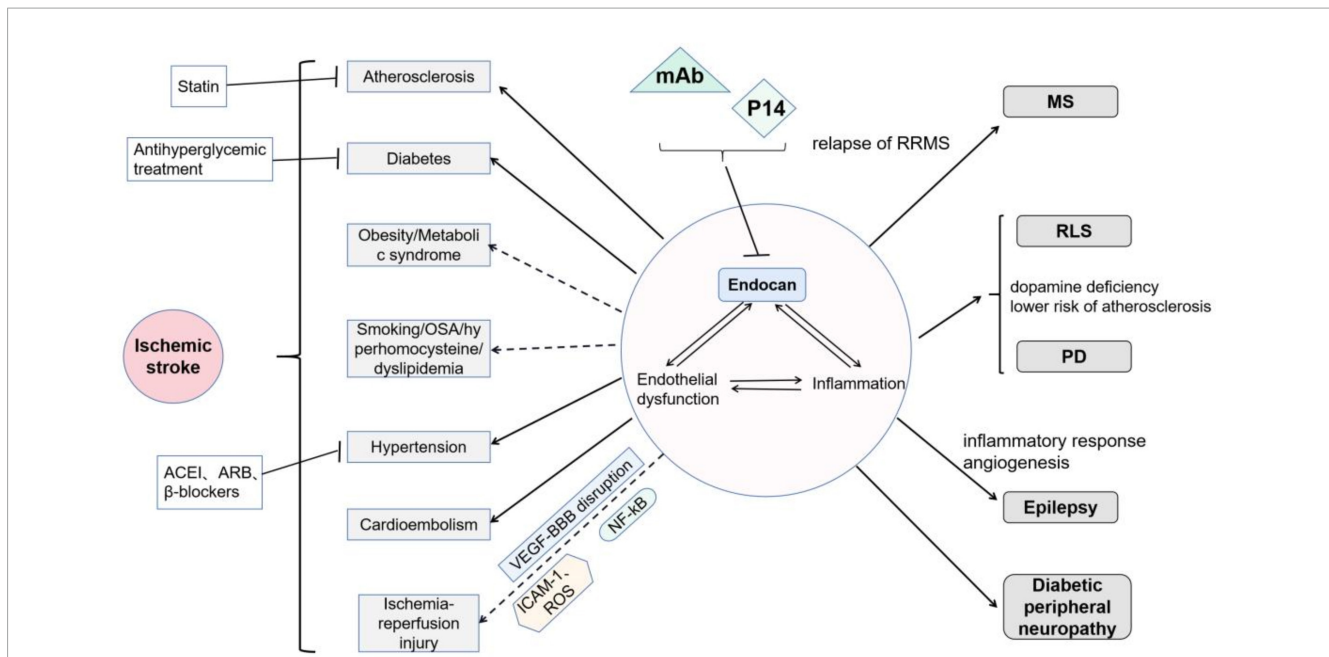 Statin
Atherosclerosis
Antihyperglycemic
treatment
Diabetes
Obesity/Metaboli
c syndrome
Ischemic
stroke
Smoking/OSA/hy
perhomocysteine/
dyslipidemia
Hypertension
ACEI、ARB、
β-blockers
Cardioembolism
Ischemia-
reperfusion
injury
VEGF-BBB disruption
NF-kB
ICAM-1、
ROS
mAb
P14
Endocan
Endothelial
dysfunction
Inflammation
relapse of RRMS
MS
RLS
dopamine deficiency
lower risk of atherosclerosis
PD
inflammatory response
angiogenesis
Epilepsy
Diabetic
peripheral
neuropathy